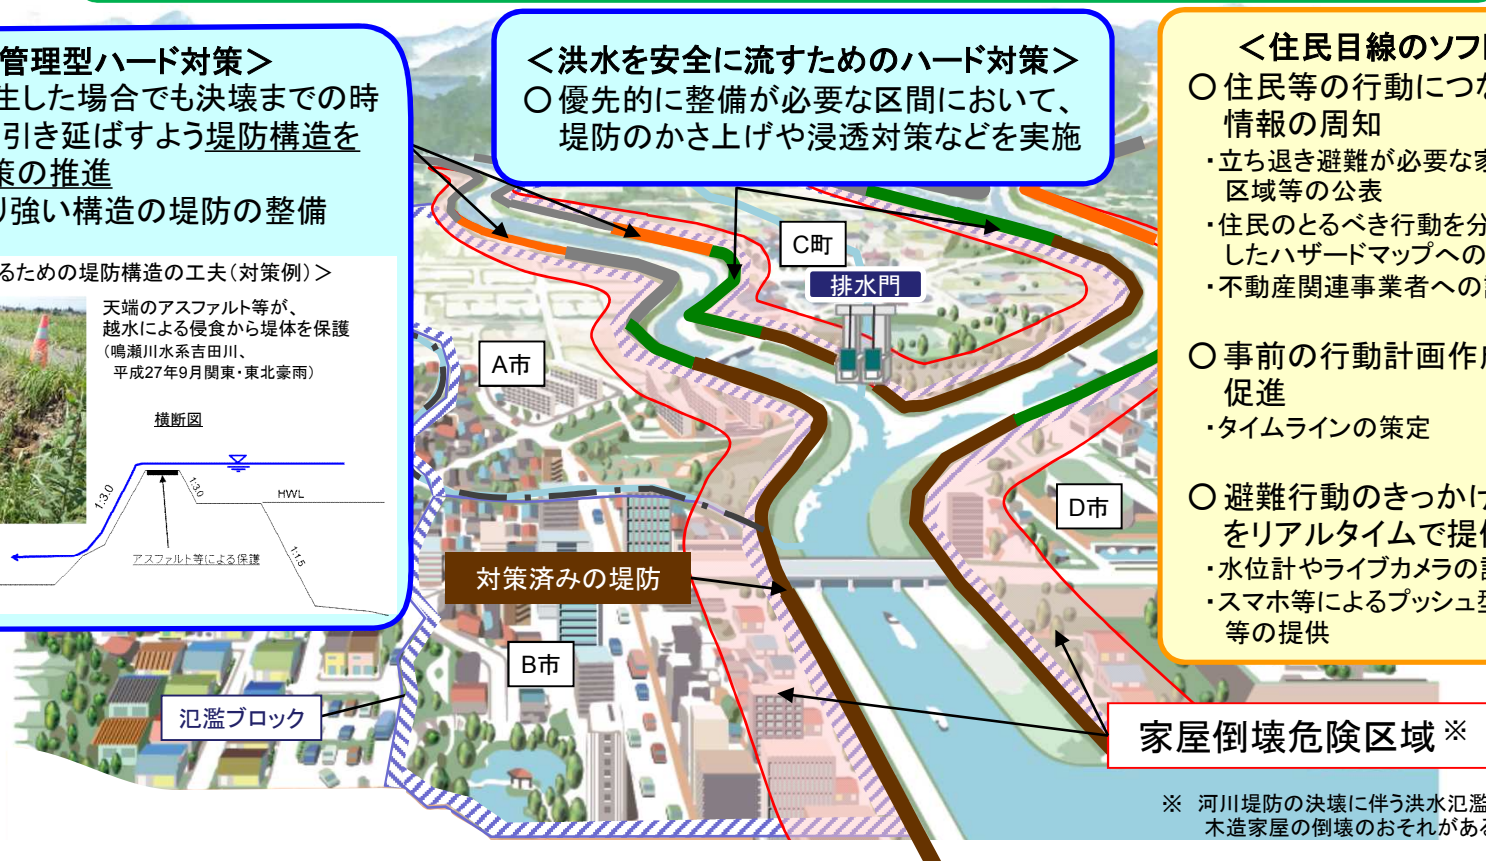 管理型ハード対策＞
生した場合でも決壊までの時
引き延ばすよう堤防構造を
策の推進
り強い構造の堤防の整備
るための堤防構造の工夫(対策例)＞
天端のアスファルト等が、
越水による侵食から堤体を保護
(鳴瀬川水系吉田川、
平成27年9月関東・東北豪雨)
横断図
1:3.0
1:3.0
HWL
1:1.5
アスファルト等による保護
＜洪水を安全に流すためのハード対策＞
○優先的に整備が必要な区間において、
堤防のかさ上げや浸透対策などを実施
C町
排水門
A市
D市
対策済みの堤防
B市
氾濫ブロック
＜住民目線のソフ
○住民等の行動につな
情報の周知
・立ち退き避難が必要な家
区域等の公表
・住民のとるべき行動を分
したハザードマップへの
・不動産関連事業者への
○事前の行動計画作成
促進
・タイムラインの策定
○避難行動のきっかけ
をリアルタイムで提供
・水位計やライブカメラの設
・スマホ等によるプッシュ型
等の提供
家屋倒壊危険区域※
※ 河川堤防の決壊に伴う洪水氾濫
木造家屋の倒壊のおそれがある